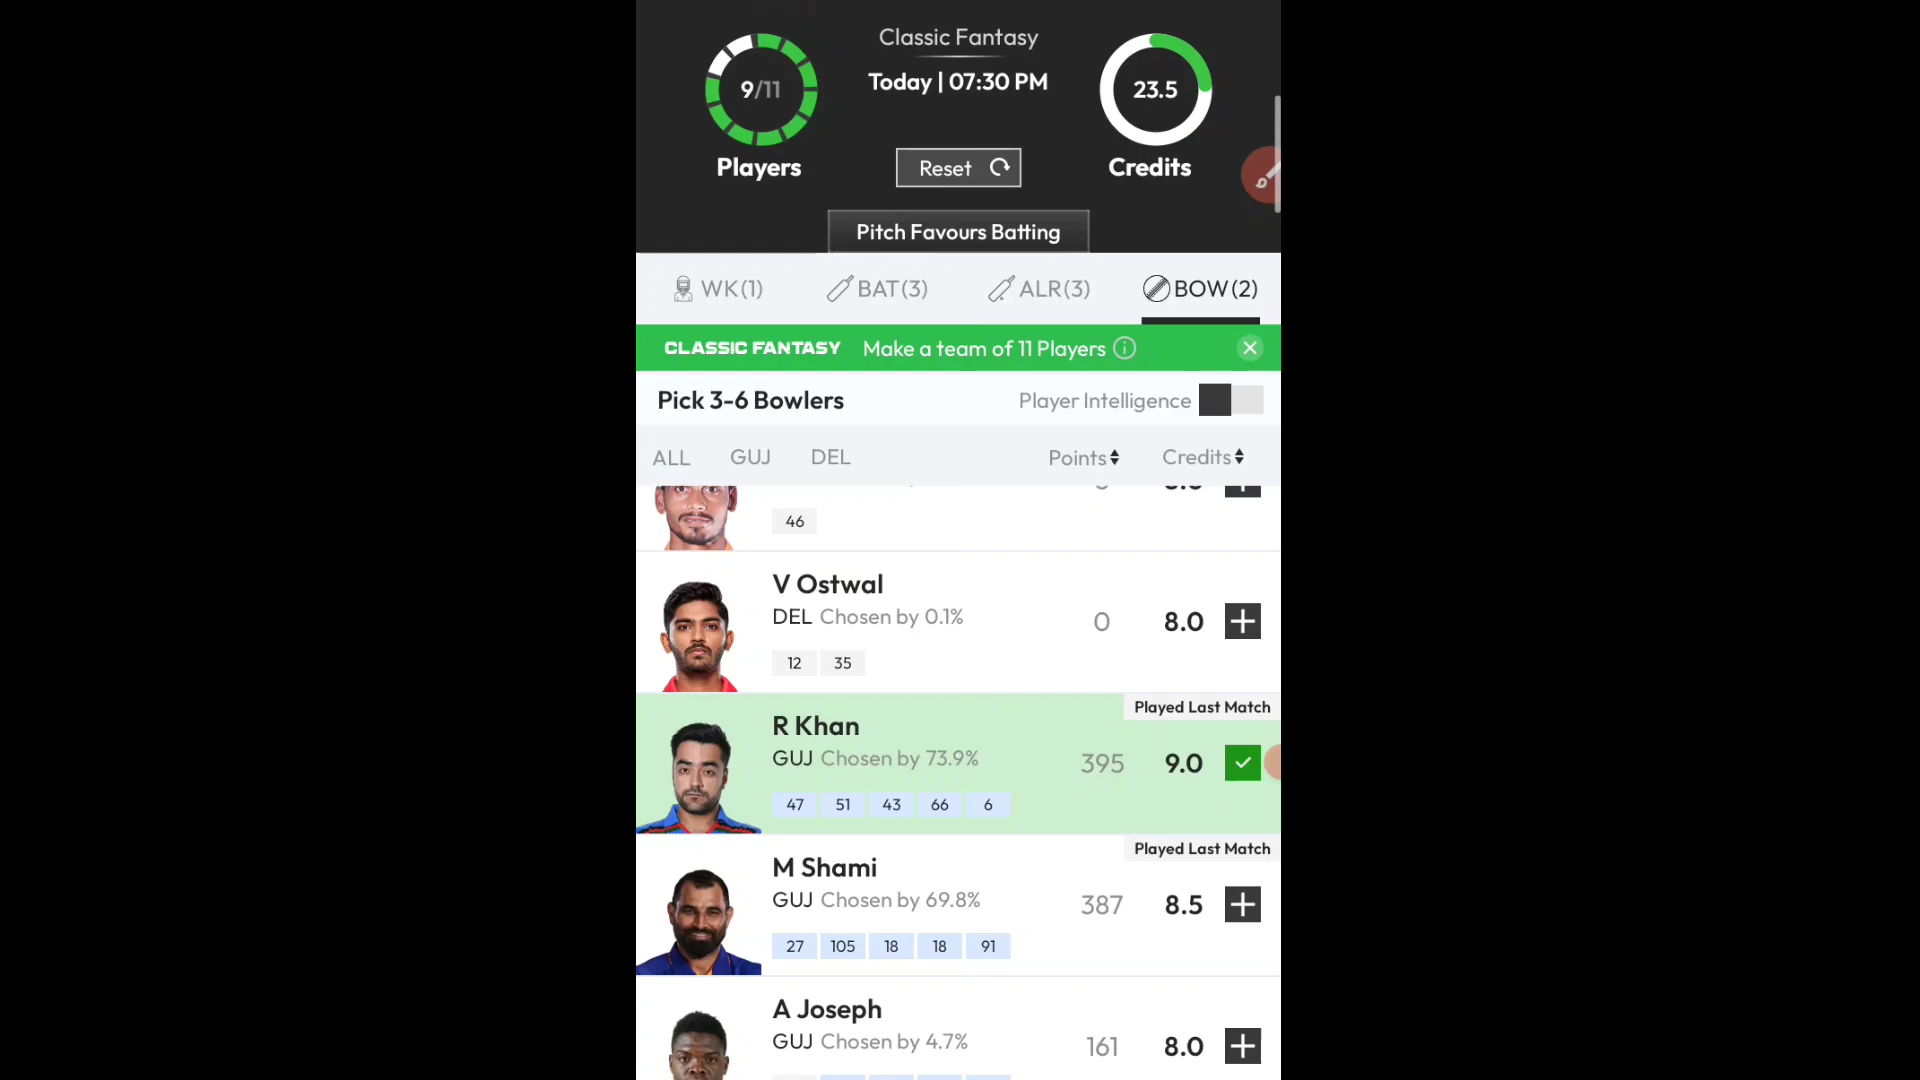 Classic Fantasy
9/11
Today | 07:30 PM
23.5
Players
Reset
Credits
Pitch Favours Batting
WK(1)
BAT(3)
ALR(3)
BOW(2)
CLASSIC FANTASY Make a team of 11 Players
Pick 3-6 Bowlers
Player Intelligence
ALL GUJ DEL Points Credits
46
V Ostwal
DEL Chosen by 0.1%
0 8.0
12 35
Played Last Match
R Khan
GUJ Chosen by 73.9%
395 9.0
47 51 43 66 6
Played Last Match
M Shami
GUJ Chosen by 69.8%
387 8.5
27 105 18 18 91
A Joseph
GUJ Chosen by 4.7%
161 8.0